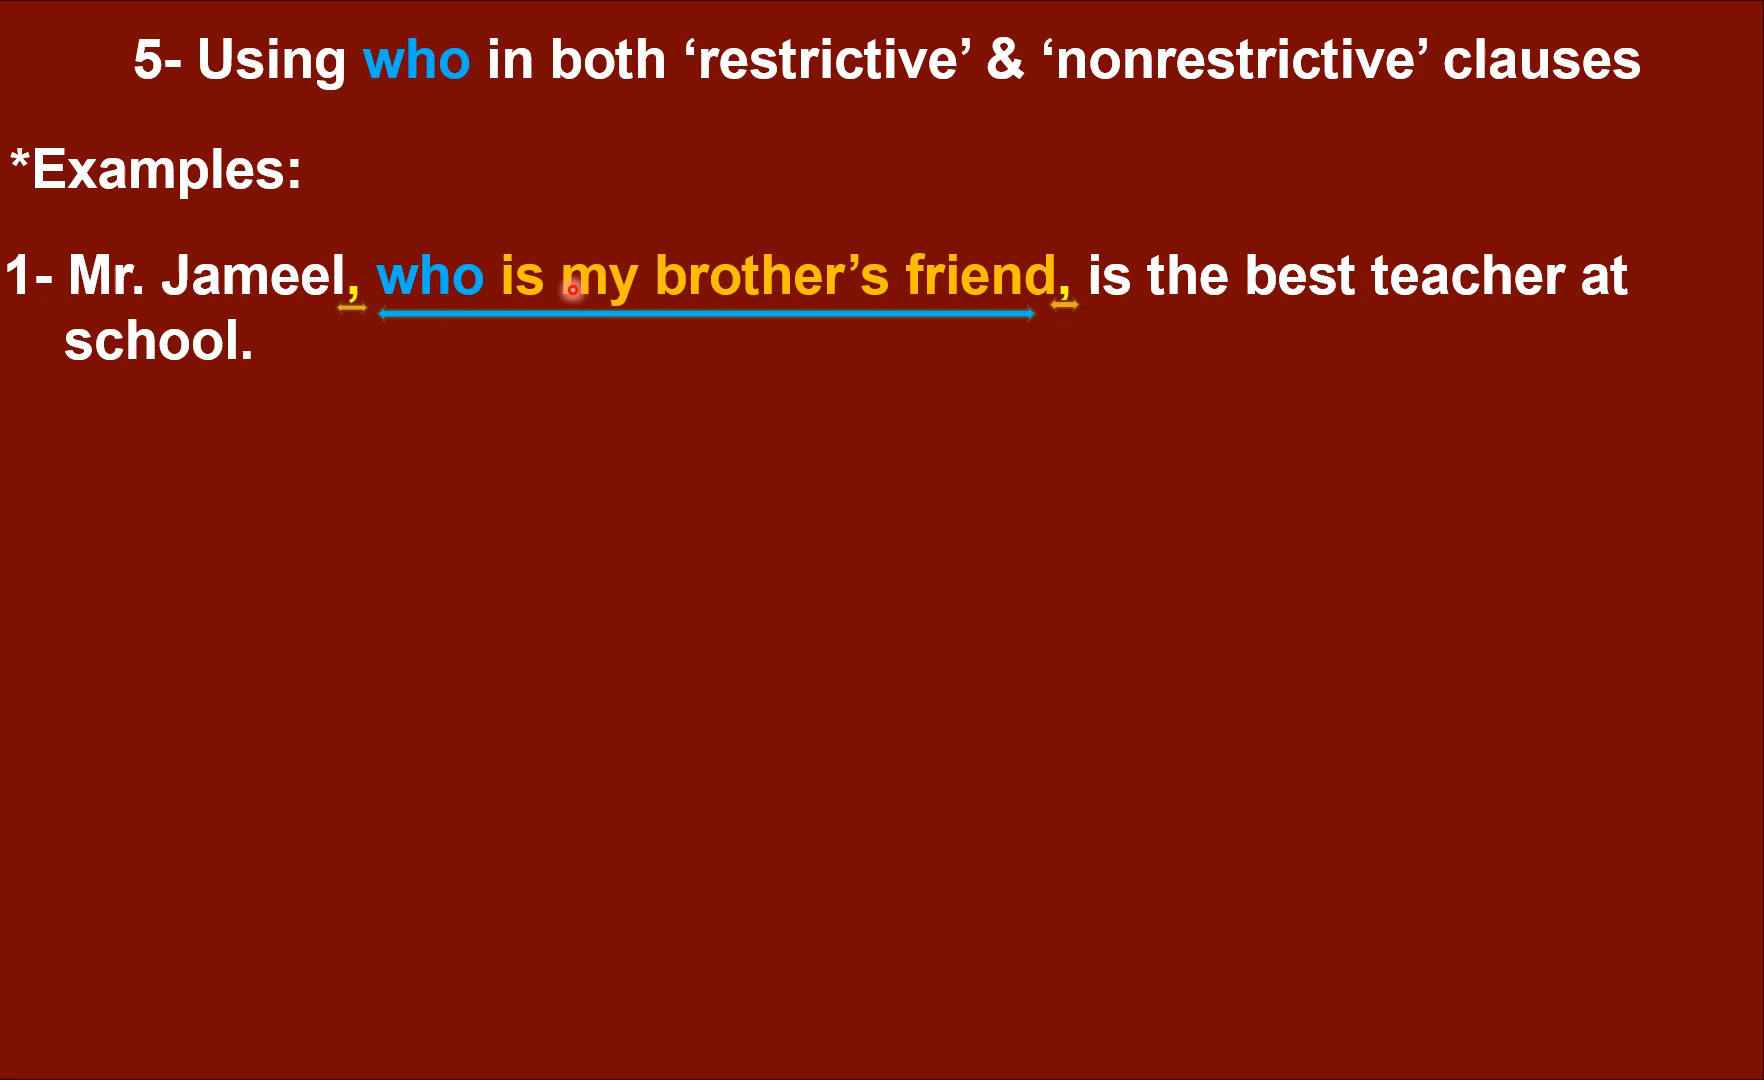 5- Using who in both ‘restrictive’ & ‘nonrestrictive’ clauses
*Examples:
1- Mr. Jameel, who is my brother’s friend, is the best teacher at
school.